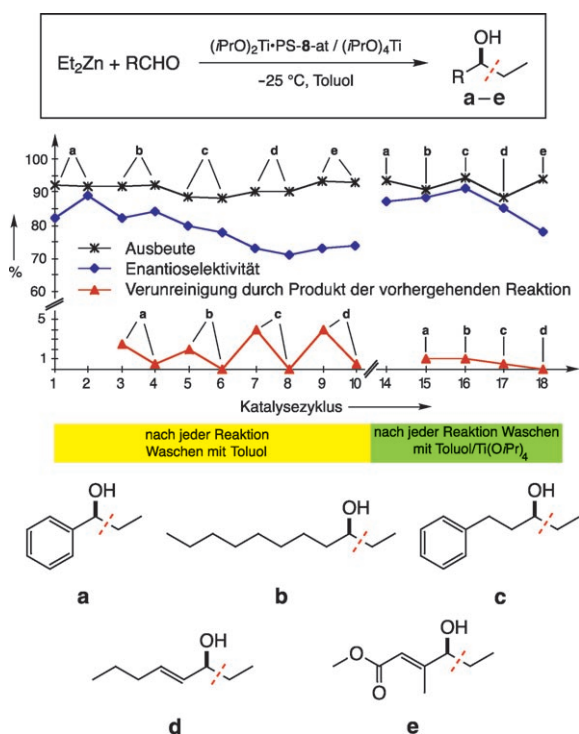 Et₂Zn + RCHO
(iPrO)₂Ti•PS-8-at / (iPrO)₄Ti
–25 °C, Toluol
OH
R
a – e
a b c d e a b c d e
100
90
80
70
60
%
Ausbeute
Enantioselektivität
Verunreinigung durch Produkt der vorhergehenden Reaktion
5
3
1
a b c d a b c d
1 2 3 4 5 6 7 8 9 10 14 15 16 17 18
Katalysezyklus
nach jeder Reaktion
Waschen mit Toluol
nach jeder Reaktion Waschen
mit Toluol/Ti(OiPr)₄
OH
a
OH
b
OH
c
OH
d
O
O
OH
e